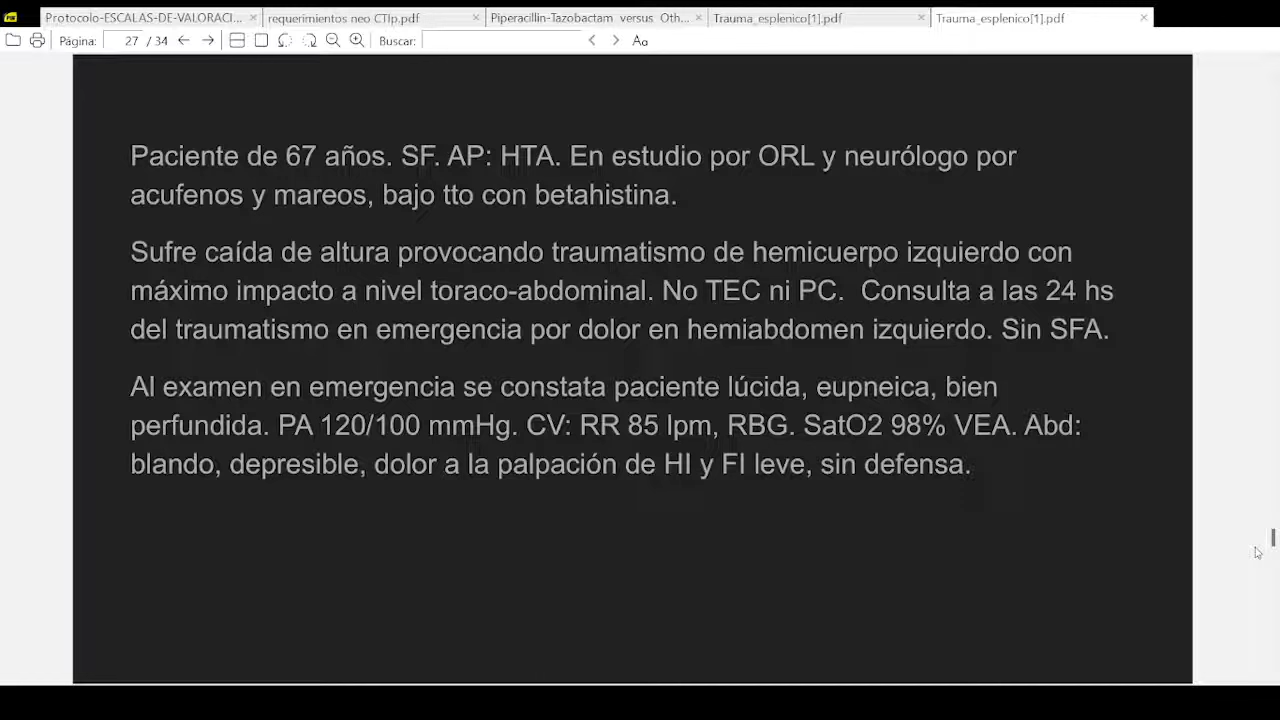 Protocolo-ESCALAS-DE-VALORACI... requerimientos neo CTIp.pdf Piperacillin-Tazobactam versus Oth... Trauma_esplenico[1].pdf Trauma_esplenico[1].pdf
Página: 27 / 34 Buscar: Aa
Paciente de 67 años. SF. AP: HTA. En estudio por ORL y neurólogo por
acufenos y mareos, bajo tto con betahistina.
Sufre caída de altura provocando traumatismo de hemicuerpo izquierdo con
máximo impacto a nivel toraco-abdominal. No TEC ni PC. Consulta a las 24 hs
del traumatismo en emergencia por dolor en hemiabdomen izquierdo. Sin SFA.
Al examen en emergencia se constata paciente lúcida, eupneica, bien
perfundida. PA 120/100 mmHg. CV: RR 85 lpm, RBG. SatO2 98% VEA. Abd:
blando, depresible, dolor a la palpación de HI y FI leve, sin defensa.